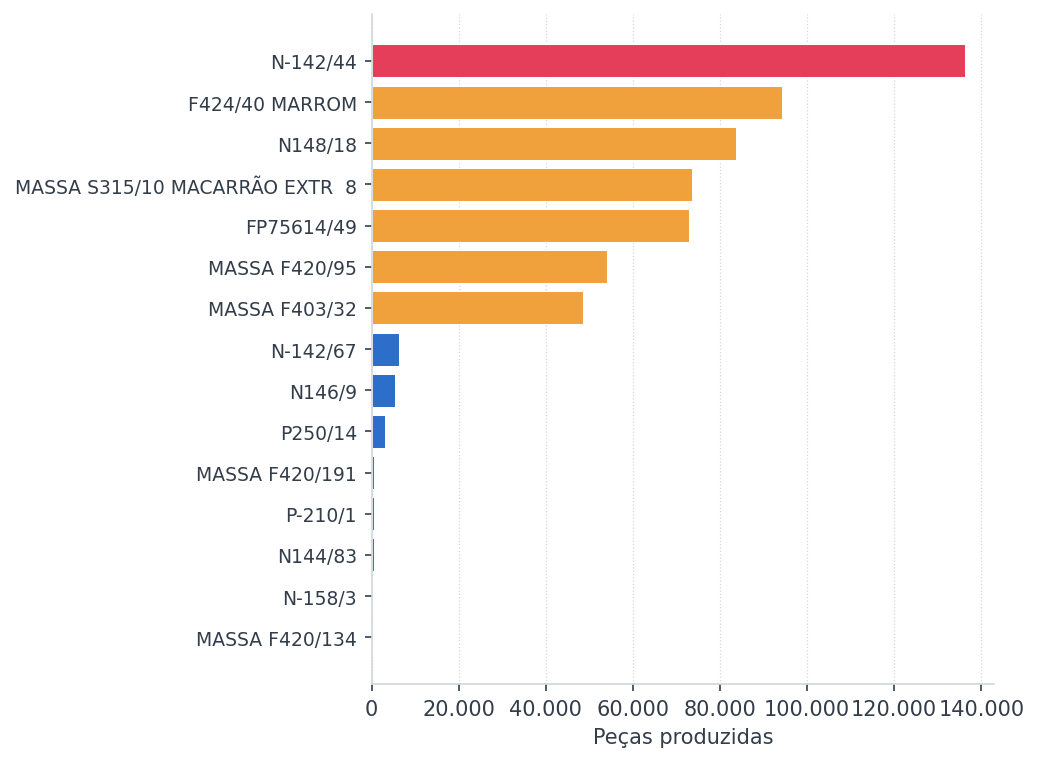 N-142/44
F424/40 MARROM
N148/18
MASSA S315/10 MACARRÃO EXTR  8
FP75614/49
MASSA F420/95
MASSA F403/32
N-142/67
N146/9
P250/14
MASSA F420/191
P-210/1
N144/83
N-158/3
MASSA F420/134
0 20.000 40.000 60.000 80.000 100.000 120.000 140.000
Peças produzidas